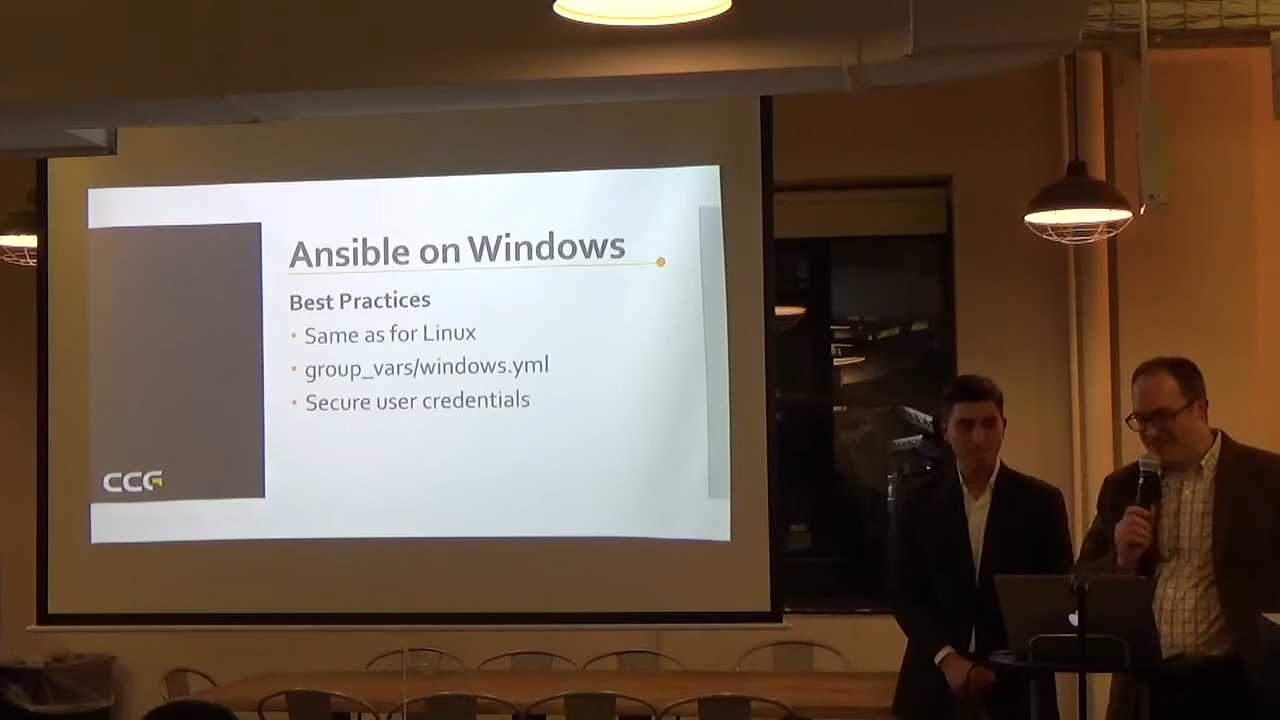 Ansible on Windows
Best Practices
• Same as for Linux
• group_vars/windows.yml
• Secure user credentials
CCG